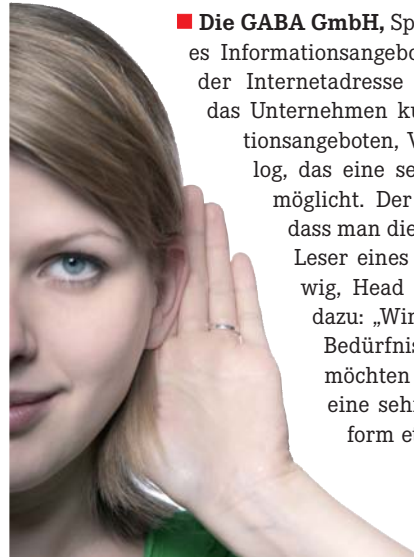 ■ Die GABA GmbH, Sp
es Informationsangebo
der Internetadresse
das Unternehmen ku
tionsangeboten, V
log, das eine se
möglicht. Der
dass man die
Leser eines
wig, Head
dazu: „Wir
Bedürfnis
möchten
eine seh
form et